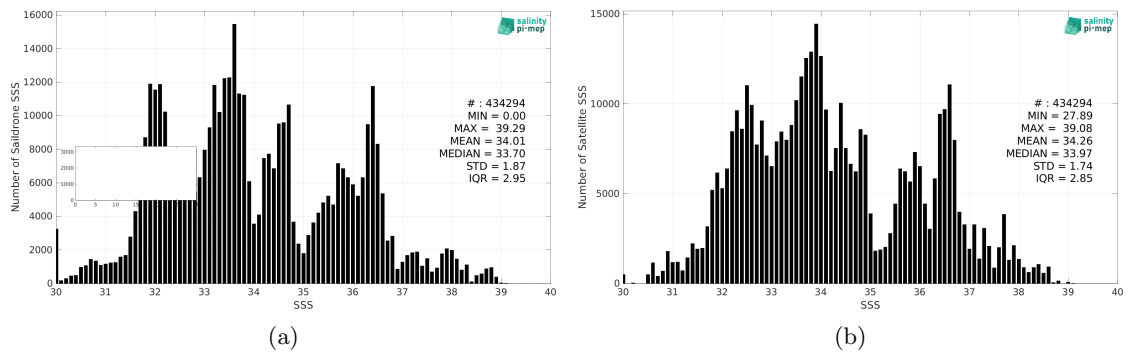 16000
14000
12000
10000
8000
6000
4000
2000
0
Number of Saildrone SSS
salinity
pi-mep
# : 434294
MIN = 0.00
MAX = 39.29
MEAN = 34.01
MEDIAN = 33.70
STD = 1.87
IQR = 2.95
3000
2000
1000
0
0 5 10 15
30 31 32 33 34 35 36 37 38 39 40
SSS
(a)
15000
10000
5000
0
Number of Satellite SSS
salinity
pi-mep
# : 434294
MIN = 27.89
MAX = 39.08
MEAN = 34.26
MEDIAN = 33.97
STD = 1.74
IQR = 2.85
30 31 32 33 34 35 36 37 38 39 40
SSS
(b)